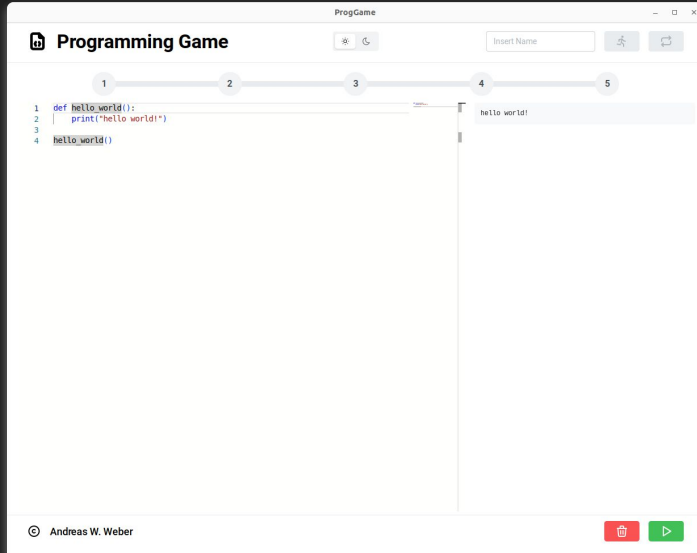 ProgGame
Programming Game
Insert Name
1 2 3 4 5
1 def hello_world():
2 print("hello world!")
3
4 hello_world()
hello world!
© Andreas W. Weber